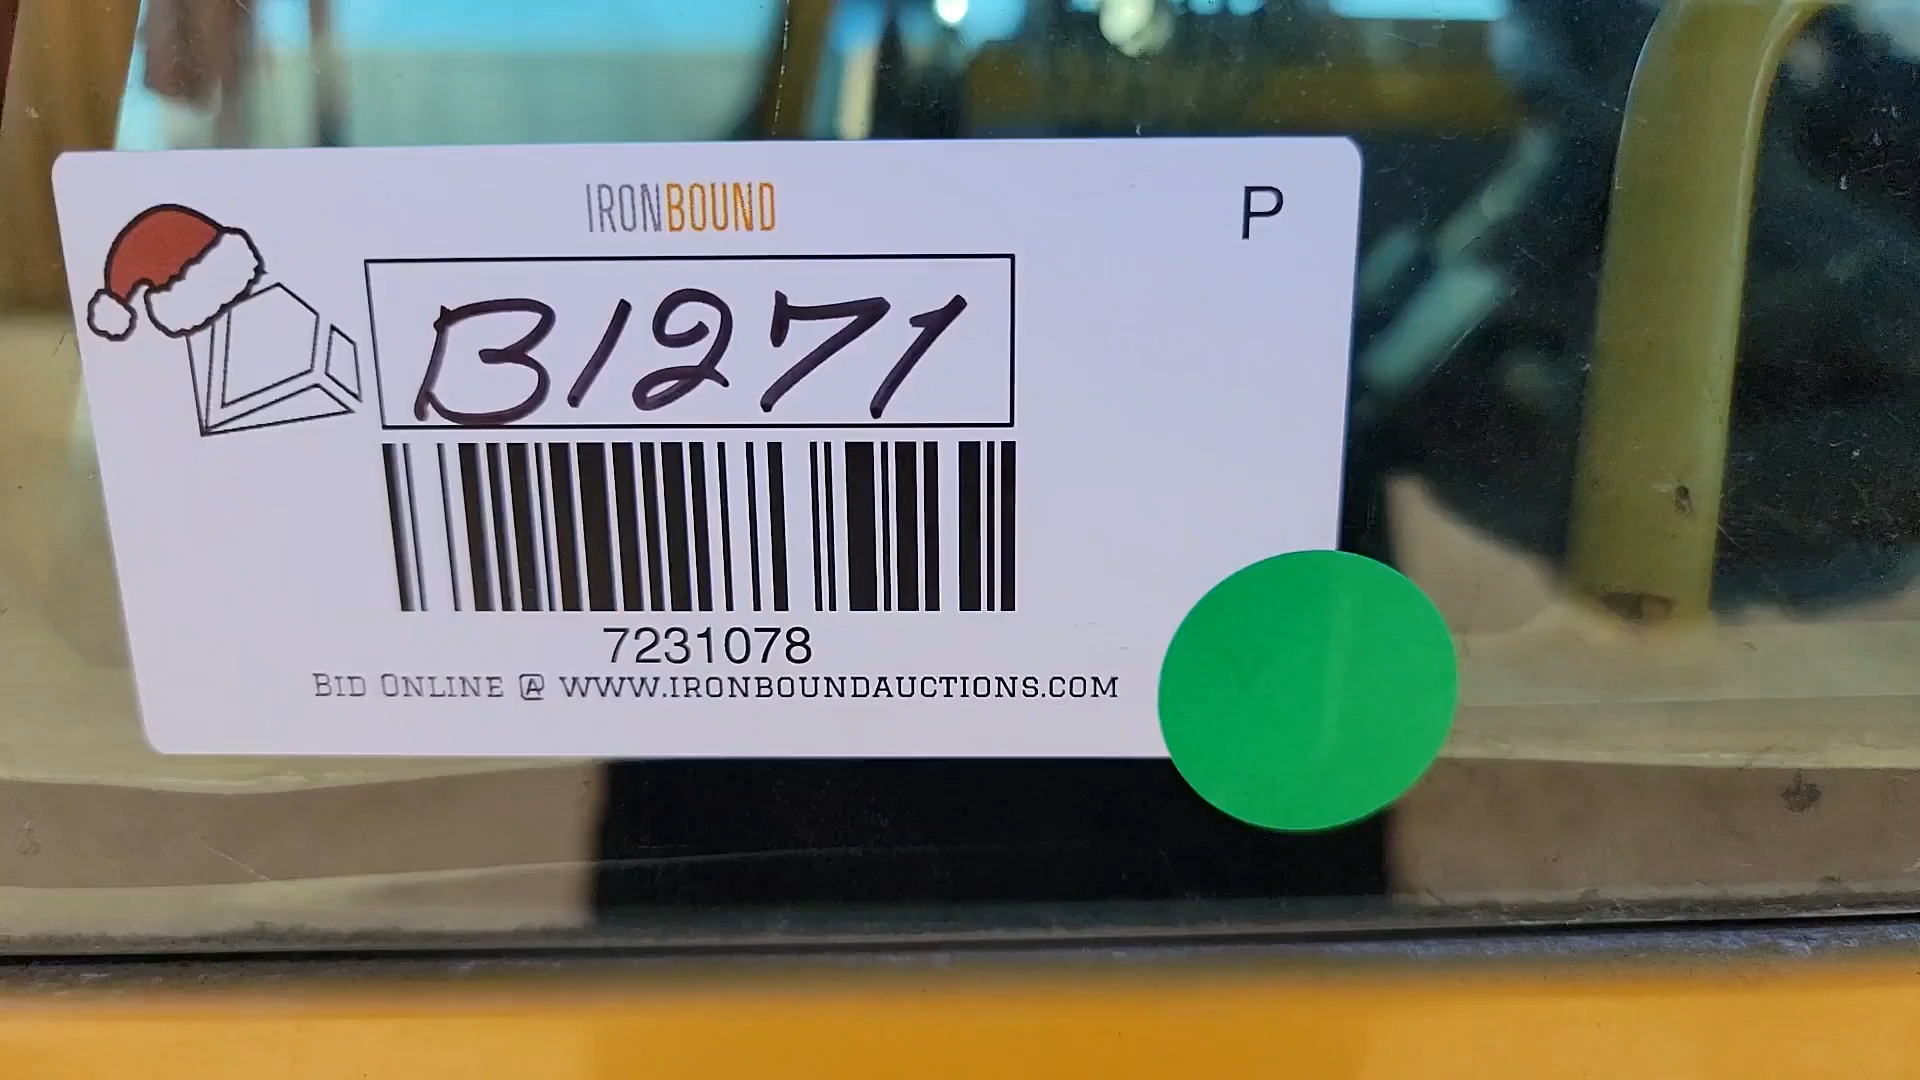 IRONBOUND
P
B1271
7231078
BID ONLINE @ WWW.IRONBOUNDAUCTIONS.COM